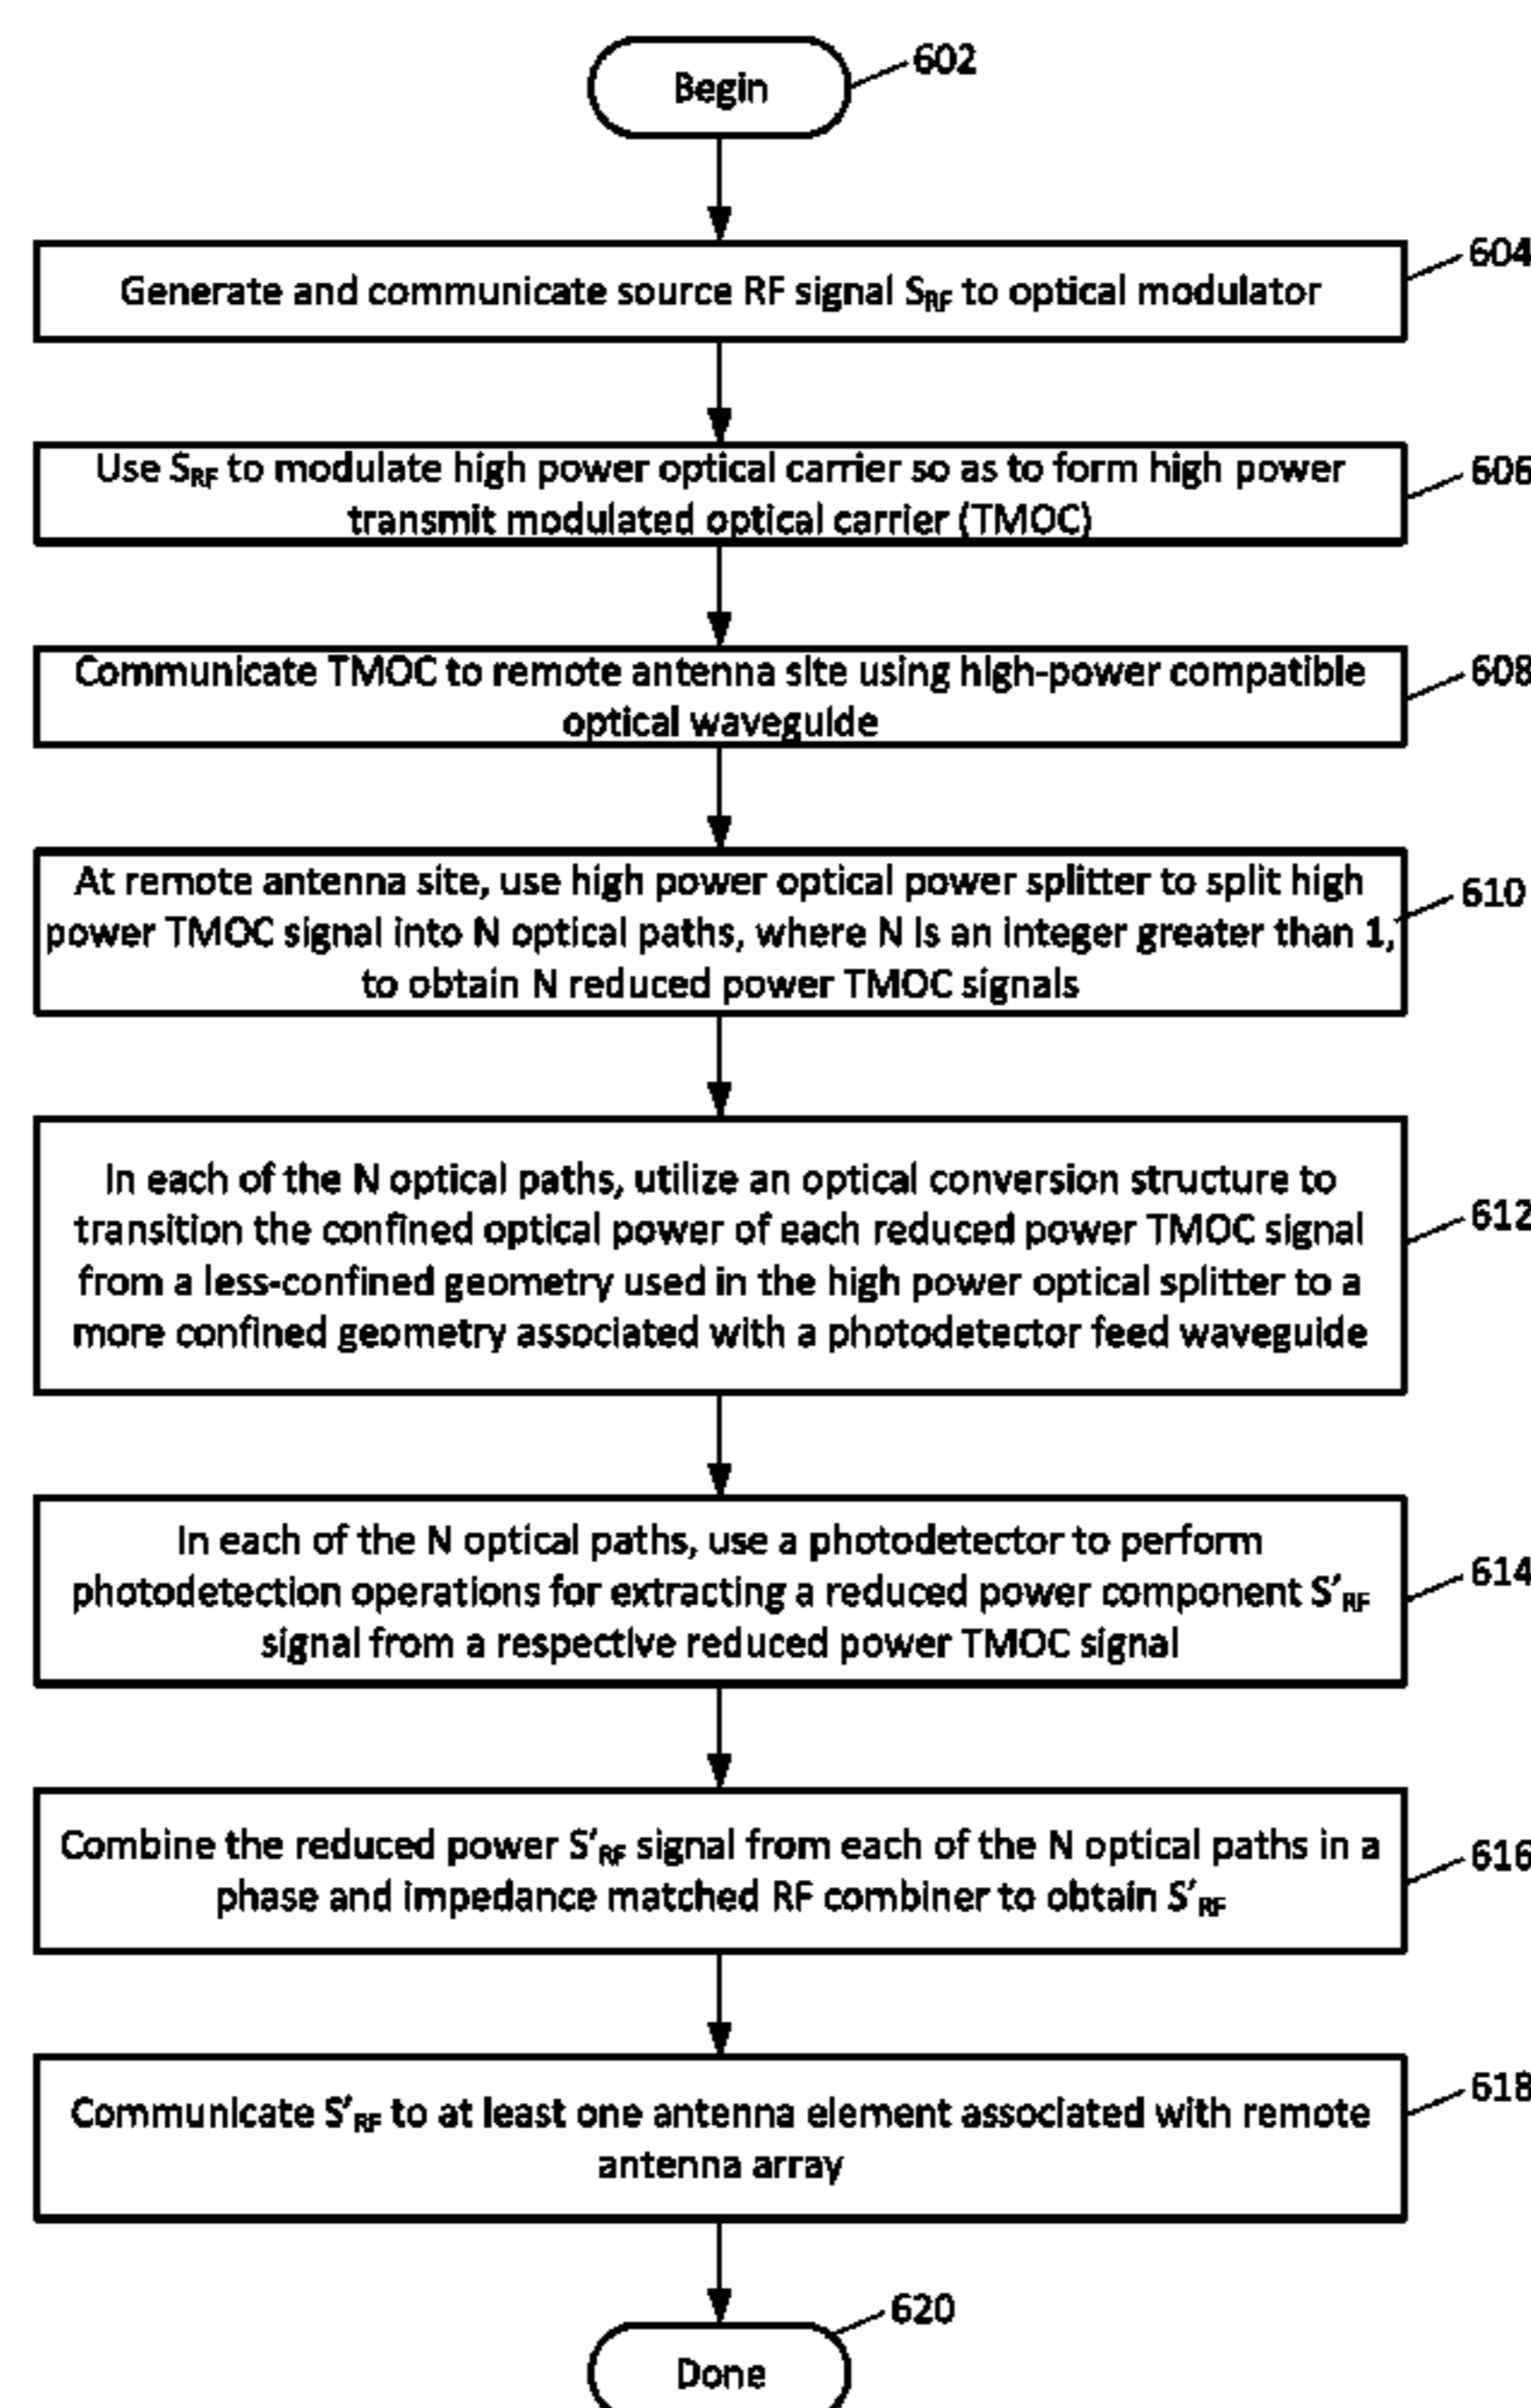 Begin
602
Generate and communicate source RF signal SRF to optical modulator
604
Use SRF to modulate high power optical carrier so as to form high power
transmit modulated optical carrier (TMOC)
606
Communicate TMOC to remote antenna site using high-power compatible
optical waveguide
608
At remote antenna site, use high power optical power splitter to split high
power TMOC signal into N optical paths, where N is an integer greater than 1,
to obtain N reduced power TMOC signals
610
In each of the N optical paths, utilize an optical conversion structure to
transition the confined optical power of each reduced power TMOC signal
from a less-confined geometry used in the high power optical splitter to a
more confined geometry associated with a photodetector feed waveguide
612
In each of the N optical paths, use a photodetector to perform
photodetection operations for extracting a reduced power component S'RF
signal from a respective reduced power TMOC signal
614
Combine the reduced power S'RF signal from each of the N optical paths in a
phase and impedance matched RF combiner to obtain S'RF
616
Communicate S'RF to at least one antenna element associated with remote
antenna array
618
620
Done